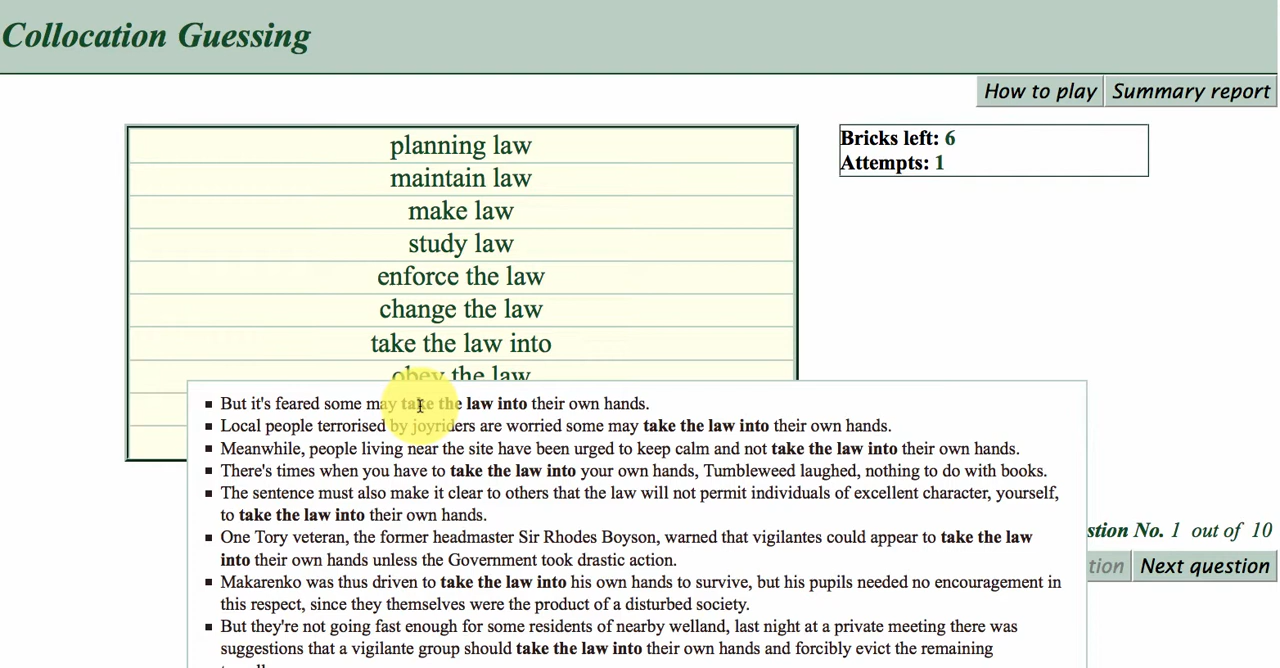 Collocation Guessing
How to play
Summary report
planning law
maintain law
make law
study law
enforce the law
change the law
take the law into
obey the law
Bricks left: 6
Attempts: 1
But it's feared some may take the law into their own hands.
Local people terrorised by joyriders are worried some may take the law into their own hands.
Meanwhile, people living near the site have been urged to keep calm and not take the law into their own hands.
There's times when you have to take the law into your own hands, Tumbleweed laughed, nothing to do with books.
The sentence must also make it clear to others that the law will not permit individuals of excellent character, yourself,
to take the law into their own hands.
One Tory veteran, the former headmaster Sir Rhodes Boyson, warned that vigilantes could appear to take the law
into their own hands unless the Government took drastic action.
Makarenko was thus driven to take the law into his own hands to survive, but his pupils needed no encouragement in
this respect, since they themselves were the product of a disturbed society.
But they're not going fast enough for some residents of nearby welland, last night at a private meeting there was
suggestions that a vigilante group should take the law into their own hands and forcibly evict the remaining
stion No. 1 out of 10
tion
Next question